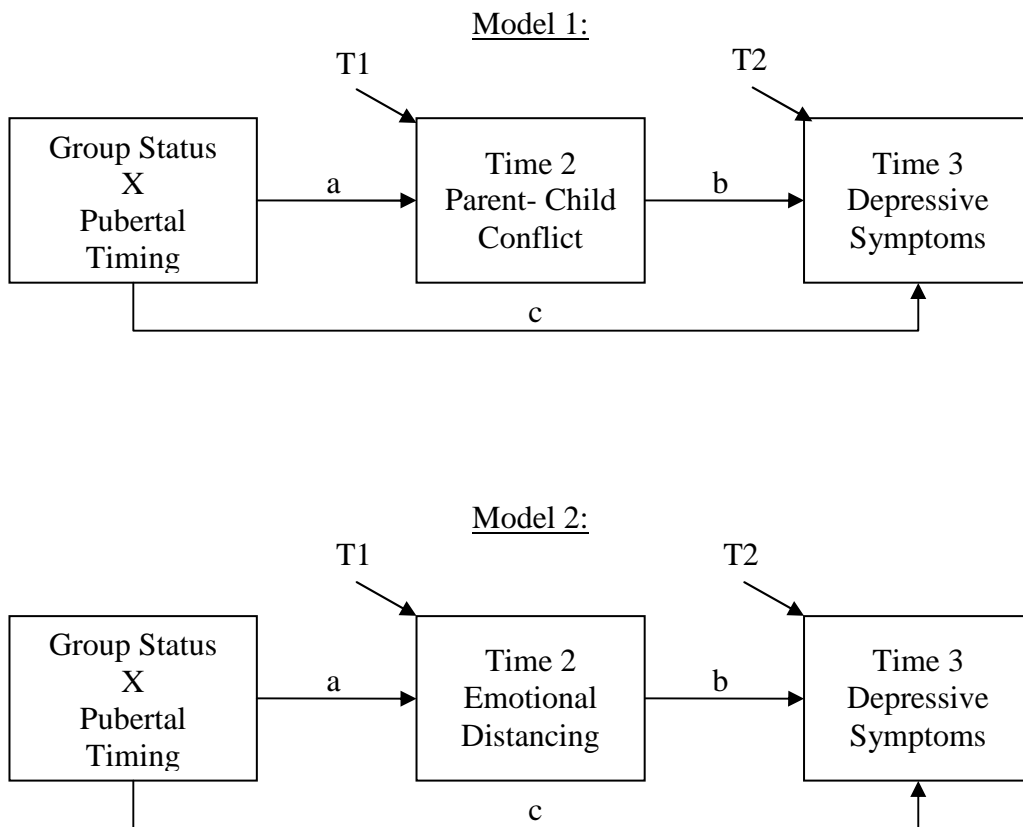 Model 1:
T1
T2
Group Status
X
Pubertal
Timing
a
Time 2
Parent- Child
Conflict
b
Time 3
Depressive
Symptoms
c
Model 2:
T1
T2
Group Status
X
Pubertal
Timing
a
Time 2
Emotional
Distancing
b
Time 3
Depressive
Symptoms
c